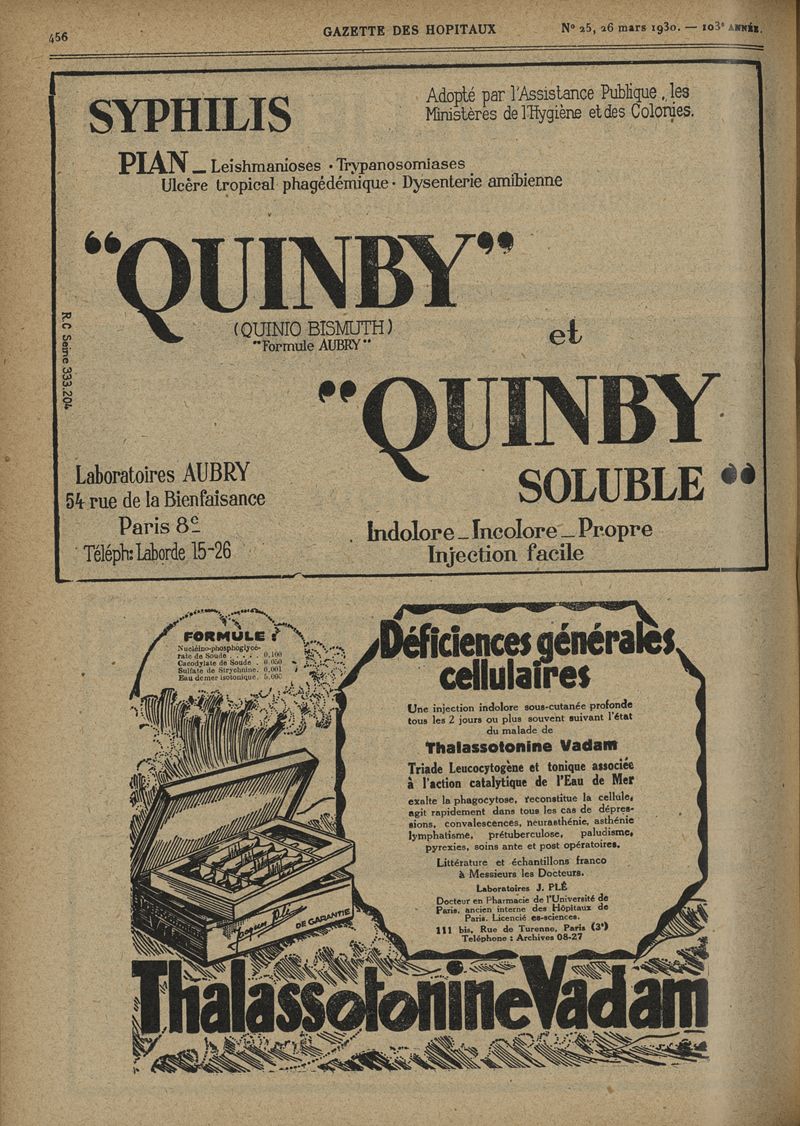 456
GAZETTE DES HOPITAUX
Nº 25, 26 mars 1930. — 103ᵉ ANNÉE.
SYPHILIS
Adopté par l'Assistance Publique, les
Ministères de l'Hygiène et des Colonies.
PIAN _ Leishmanioses · Trypanosomiases
Ulcère tropical phagédémique · Dysenterie amibienne
"QUINBY"
(QUINIO BISMUTH)
"Formule AUBRY"
et
"QUINBY
SOLUBLE"
R.C Seine 333.204
Laboratoires AUBRY
54 rue de la Bienfaisance
Paris 8ᵉ
Téléph: Laborde 15-26
Indolore _ Incolore _ Propre
Injection facile
FORMULE :
Nucléino-phosphoglycé-
rate de Soude . . . . 0,100
Cacodylate de Soude . 0,050
Sulfate de Strychnine. 0,001
Eau de mer isotonique. 5,00
Déficiences générales
cellulaires
Une injection indolore sous-cutanée profonde
tous les 2 jours ou plus souvent suivant l'état
du malade de
Thalassotonine Vadam
Triade Leucocytogène et tonique associée
à l'action catalytique de l'Eau de Mer
exalte la phagocytose, reconstitue la cellule,
agit rapidement dans tous les cas de dépres-
sions, convalescences, neurasthénie, asthénie
lymphatisme, prétuberculose, paludisme,
pyrexies, soins ante et post opératoires.
Littérature et échantillons franco
à Messieurs les Docteurs.
Laboratoires J. PLÉ
Docteur en Pharmacie de l'Université de
Paris, ancien interne des Hôpitaux de
Paris. Licencié es-sciences.
111 bis, Rue de Turenne, Paris (3ᵉ)
Téléphone : Archives 08-27
DE GARANTIE
Thalassotonine Vadam